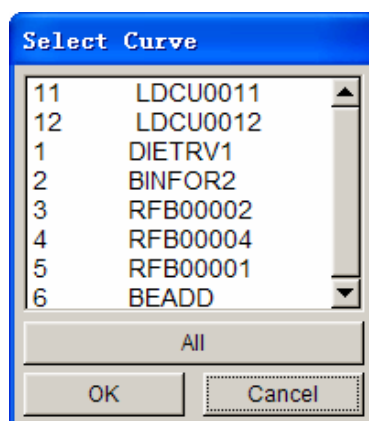 Select Curve
11 LDCU0011
12 LDCU0012
1 DIETRV1
2 BINFOR2
3 RFB00002
4 RFB00004
5 RFB00001
6 BEADD
All
OK Cancel